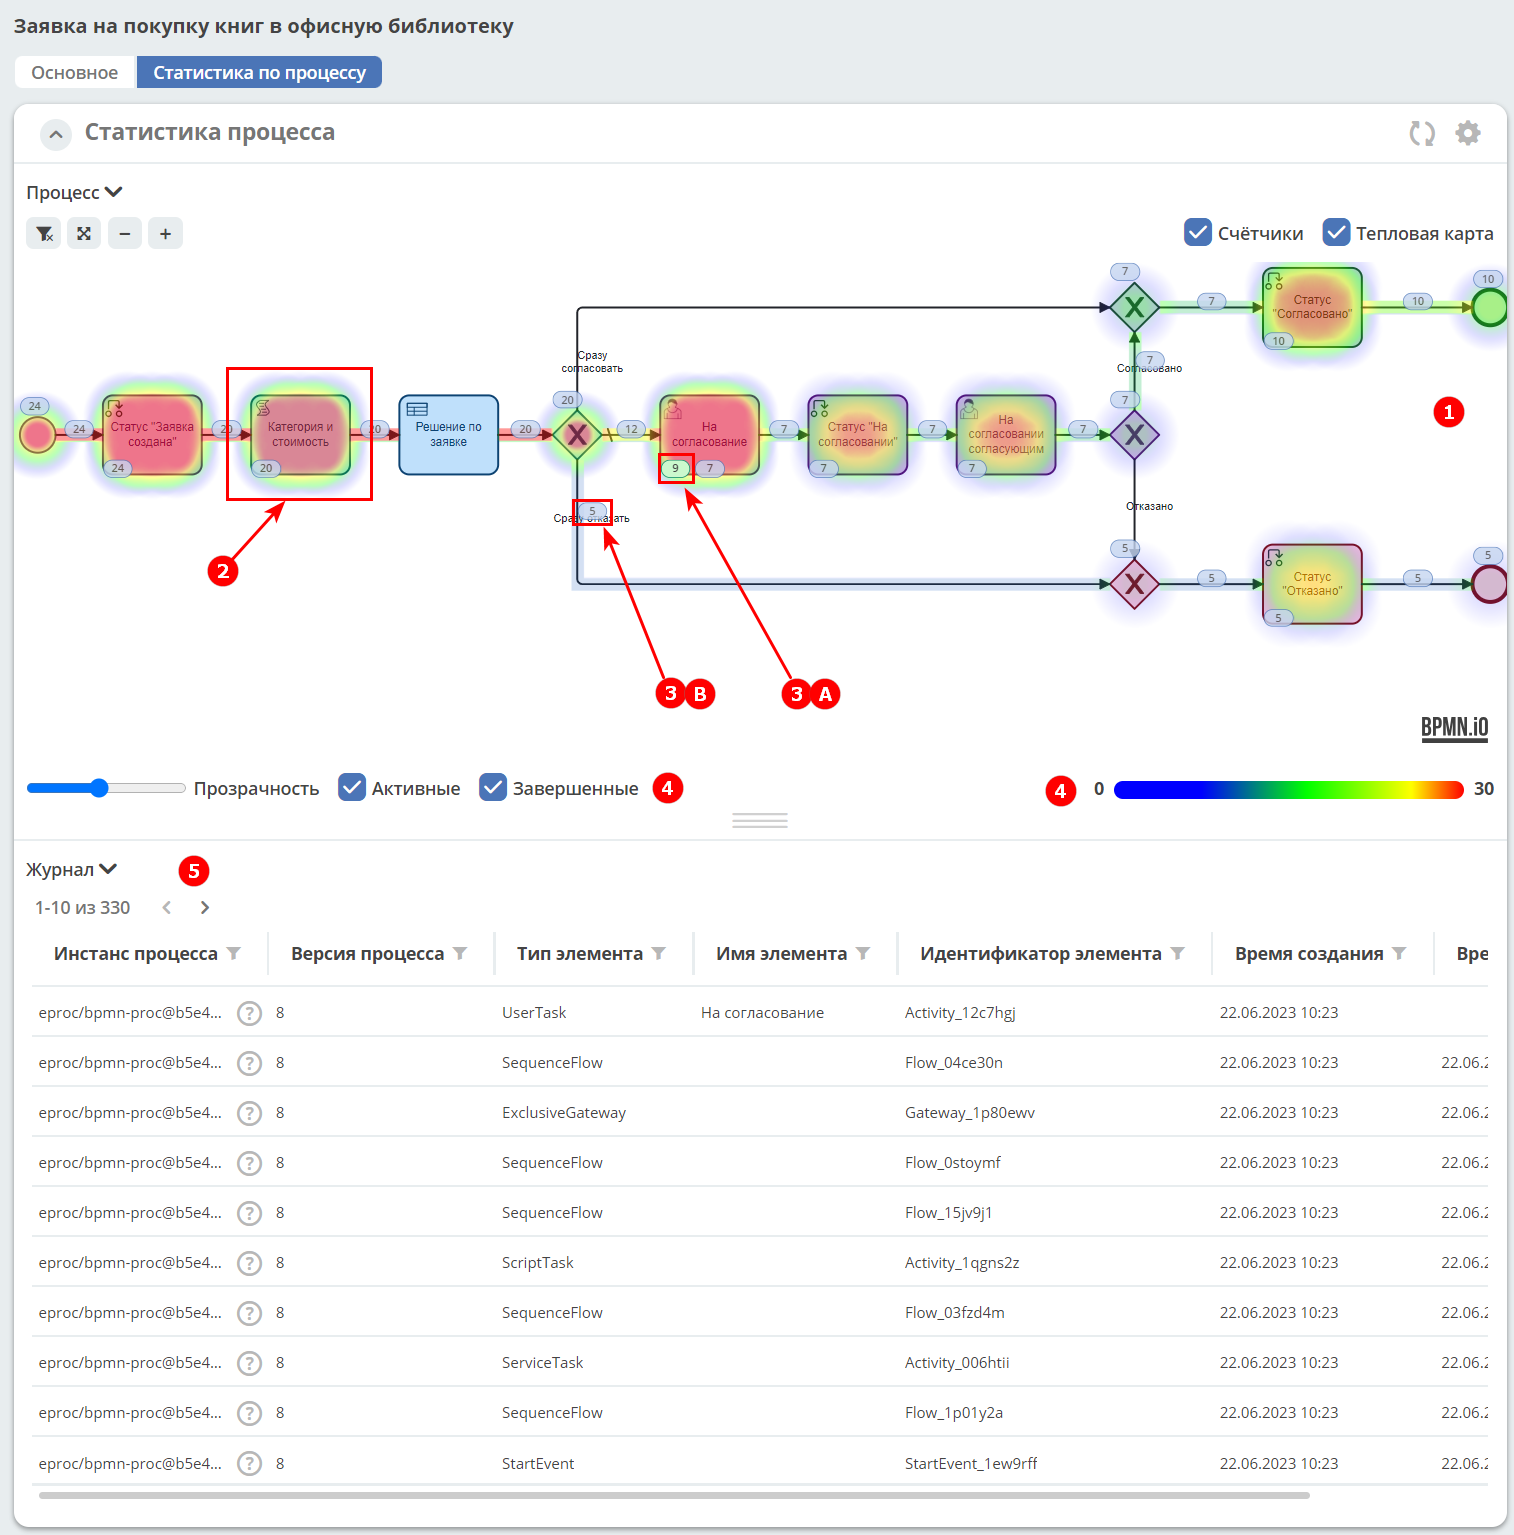 Заявка на покупку книг в офисную библиотеку
Основное
Статистика по процессу
Статистика процесса
Процесс
Счётчики
Тепловая карта
7
Статус "Согласовано"
7
10
10
10
Сразу согласовать
Согласовано
7
24
24
Статус "Заявка создана"
24
20
Категория и стоимость
20
20
Решение по заявке
20
20
12
На согласование
9
7
7
Статус "На согласовании"
7
7
На согласовании согласующим
7
7
7
1
5
Сразу отказать
Отказано
2
5
5
Статус "Отказано"
5
5
5
3 B
3 A
BPMN.iO
Прозрачность
Активные
Завершенные
4
4
0
30
Журнал
5
1-10 из 330
Инстанс процесса
Версия процесса
Тип элемента
Имя элемента
Идентификатор элемента
Время создания
Вре
eproc/bpmn-proc@b5e4... ? 8 UserTask На согласование Activity_12c7hgj 22.06.2023 10:23
eproc/bpmn-proc@b5e4... ? 8 SequenceFlow Flow_04ce30n 22.06.2023 10:23 22.06.2
eproc/bpmn-proc@b5e4... ? 8 ExclusiveGateway Gateway_1p80ewv 22.06.2023 10:23 22.06.2
eproc/bpmn-proc@b5e4... ? 8 SequenceFlow Flow_0stoymf 22.06.2023 10:23 22.06.2
eproc/bpmn-proc@b5e4... ? 8 SequenceFlow Flow_15jv9j1 22.06.2023 10:23 22.06.2
eproc/bpmn-proc@b5e4... ? 8 ScriptTask Activity_1qgns2z 22.06.2023 10:23 22.06.2
eproc/bpmn-proc@b5e4... ? 8 SequenceFlow Flow_03fzd4m 22.06.2023 10:23 22.06.2
eproc/bpmn-proc@b5e4... ? 8 ServiceTask Activity_006htii 22.06.2023 10:23 22.06.2
eproc/bpmn-proc@b5e4... ? 8 SequenceFlow Flow_1p01y2a 22.06.2023 10:23 22.06.2
eproc/bpmn-proc@b5e4... ? 8 StartEvent StartEvent_1ew9rff 22.06.2023 10:23 22.06.2